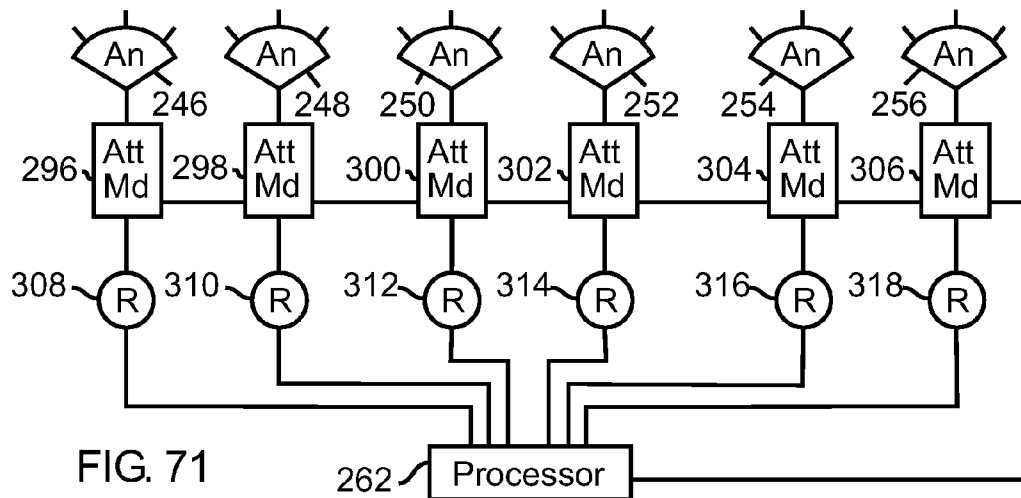 An An An An An An
246 248 250 252 254 256
Att Att Att Att Att Att
296 Md 298 Md 300 Md 302 Md 304 Md 306 Md
308 R 310 R 312 R 314 R 316 R 318 R
FIG. 71
262 Processor